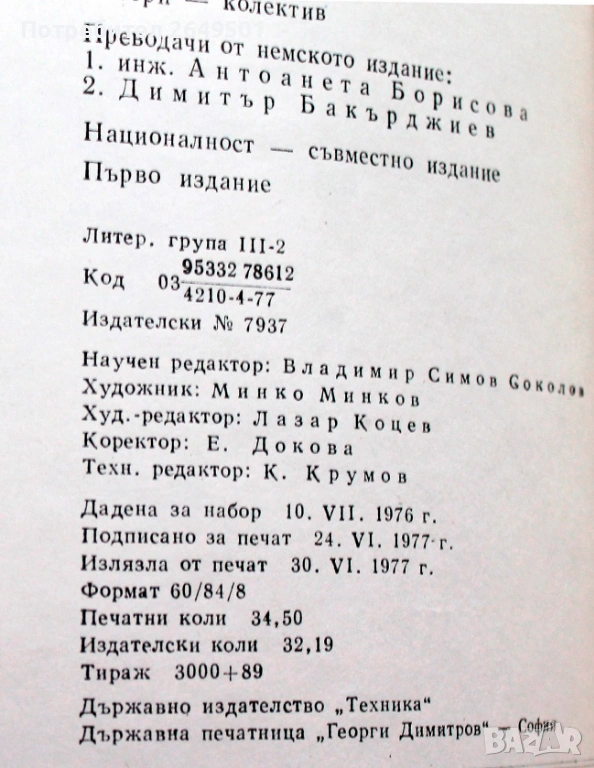 — колектив
Преводачи от немското издание:
1. инж. Антоанета Борисова
2. Димитър Бакърджиев
Националност — съвместно издание
Първо издание
Литер. група III-2
Код 03 95332 78612
4210-4-77
Издателски № 7937
Научен редактор: Владимир Симов Соколов
Художник: Минко Минков
Худ.-редактор: Лазар Коцев
Коректор: Е. Докова
Техн. редактор: К. Крумов
Дадена за набор 10. VII. 1976 г.
Подписано за печат 24. VI. 1977 г.
Излязла от печат 30. VI. 1977 г.
Формат 60/84/8
Печатни коли 34,50
Издателски коли 32,19
Тираж 3000+89
Държавно издателство „Техника“
Държавна печатница „Георги Димитров“ — София
BAZAR